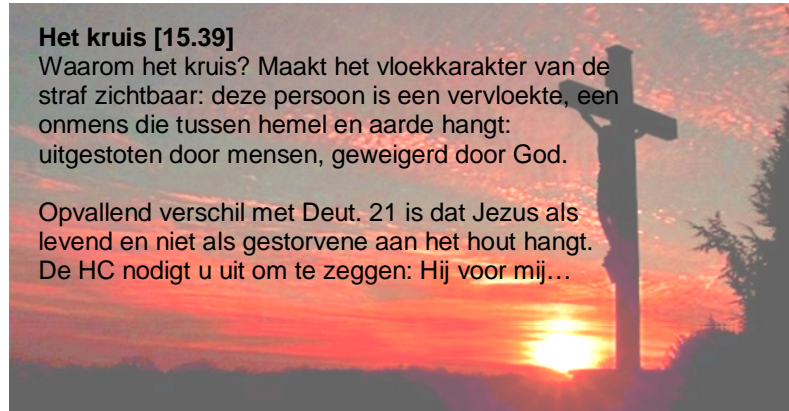 Het kruis [15.39]
Waarom het kruis? Maakt het vloekkarakter van de
straf zichtbaar: deze persoon is een vervloekte, een
onmens die tussen hemel en aarde hangt:
uitgestoten door mensen, geweigerd door God.
Opvallend verschil met Deut. 21 is dat Jezus als
levend en niet als gestorvene aan het hout hangt.
De HC nodigt u uit om te zeggen: Hij voor mij…